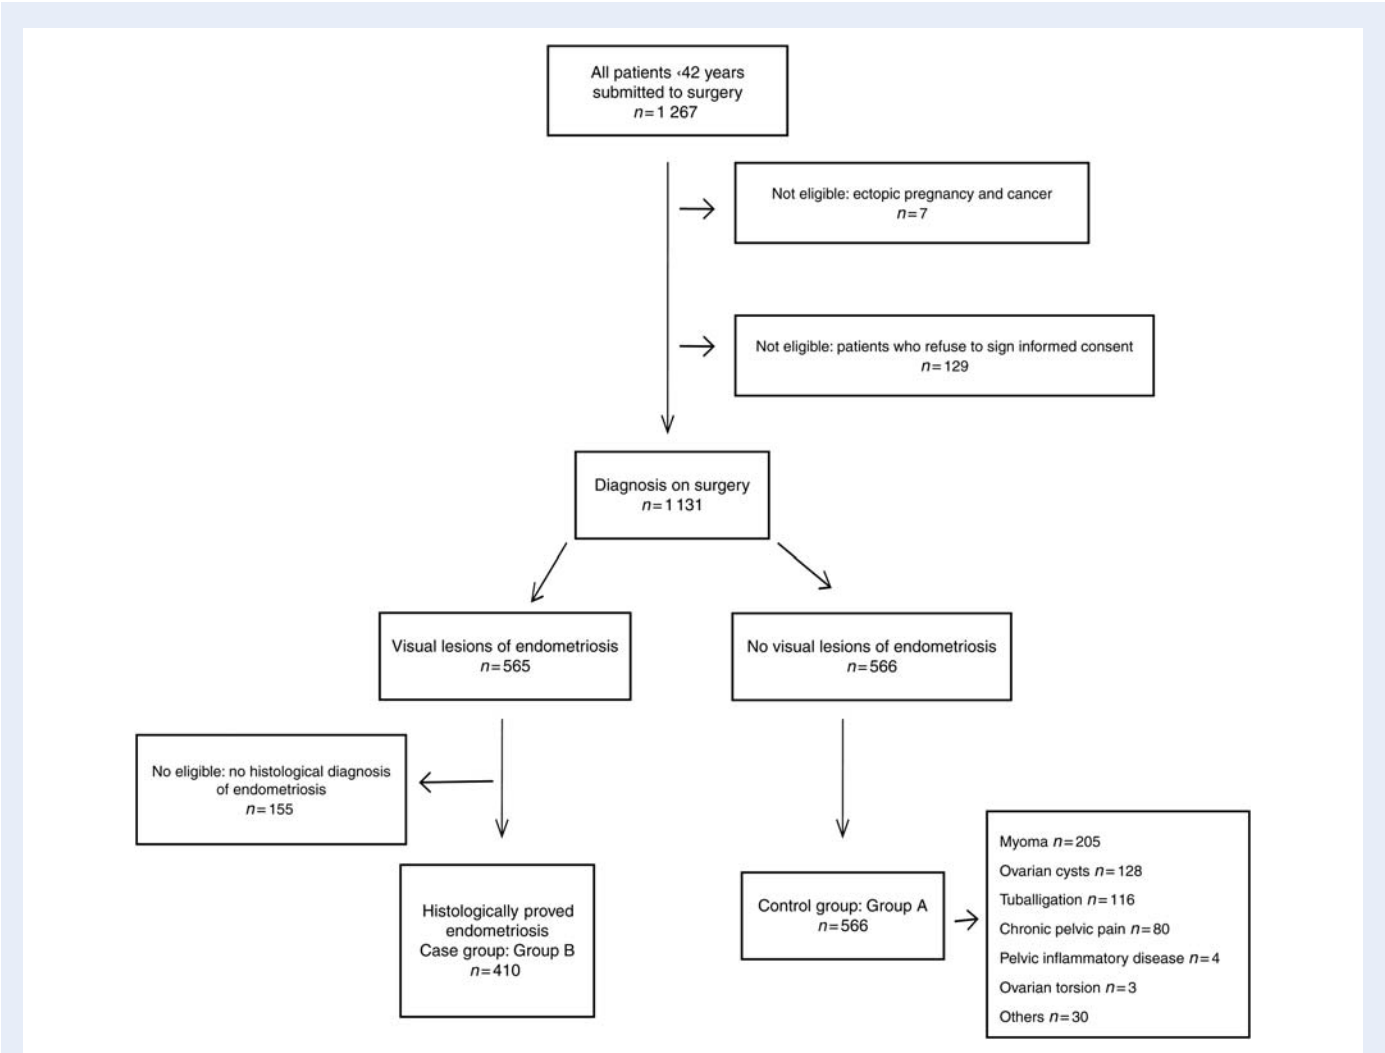 All patients ‹42 years
submitted to surgery
n=1 267
Not eligible: ectopic pregnancy and cancer
n=7
Not eligible: patients who refuse to sign informed consent
n=129
Diagnosis on surgery
n=1131
Visual lesions of endometriosis
n=565
No visual lesions of endometriosis
n=566
No eligible: no histological diagnosis
of endometriosis
n=155
Histologically proved
endometriosis
Case group: Group B
n=410
Control group: Group A
n=566
Myoma n=205
Ovarian cysts n=128
Tuballigation n=116
Chronic pelvic pain n=80
Pelvic inflammatory disease n=4
Ovarian torsion n=3
Others n=30